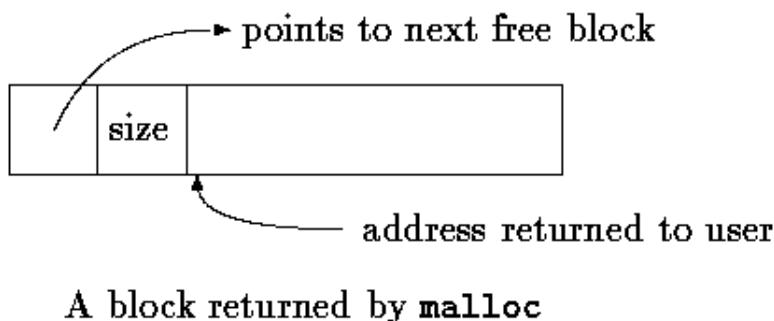 points to next free block
size
address returned to user
A block returned by malloc